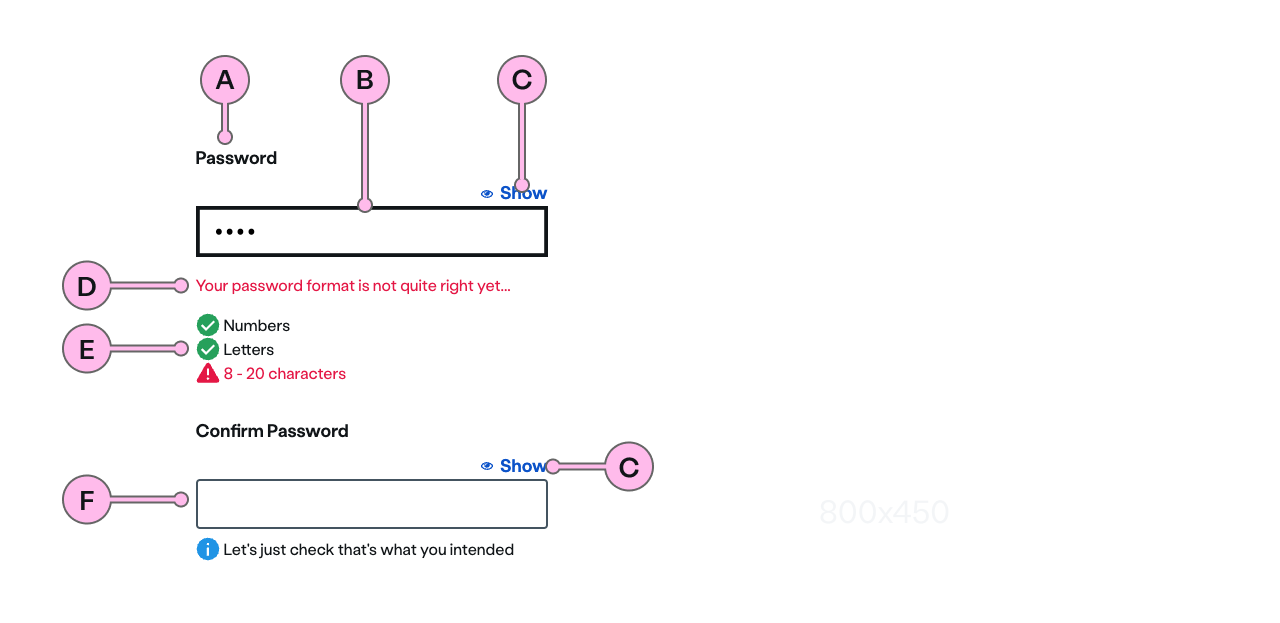 A B C
Password
Show
••••
D Your password format is not quite right yet...
Numbers
E Letters
8 - 20 characters
Confirm Password
Show C
F
800x450
Let's just check that's what you intended